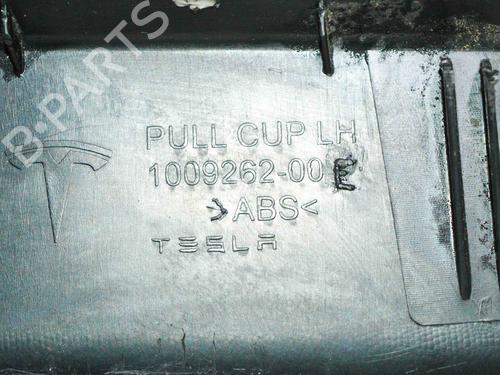 B-PARTS
PULL CUP LH
1009262-00 E
>ABS<
TESLA